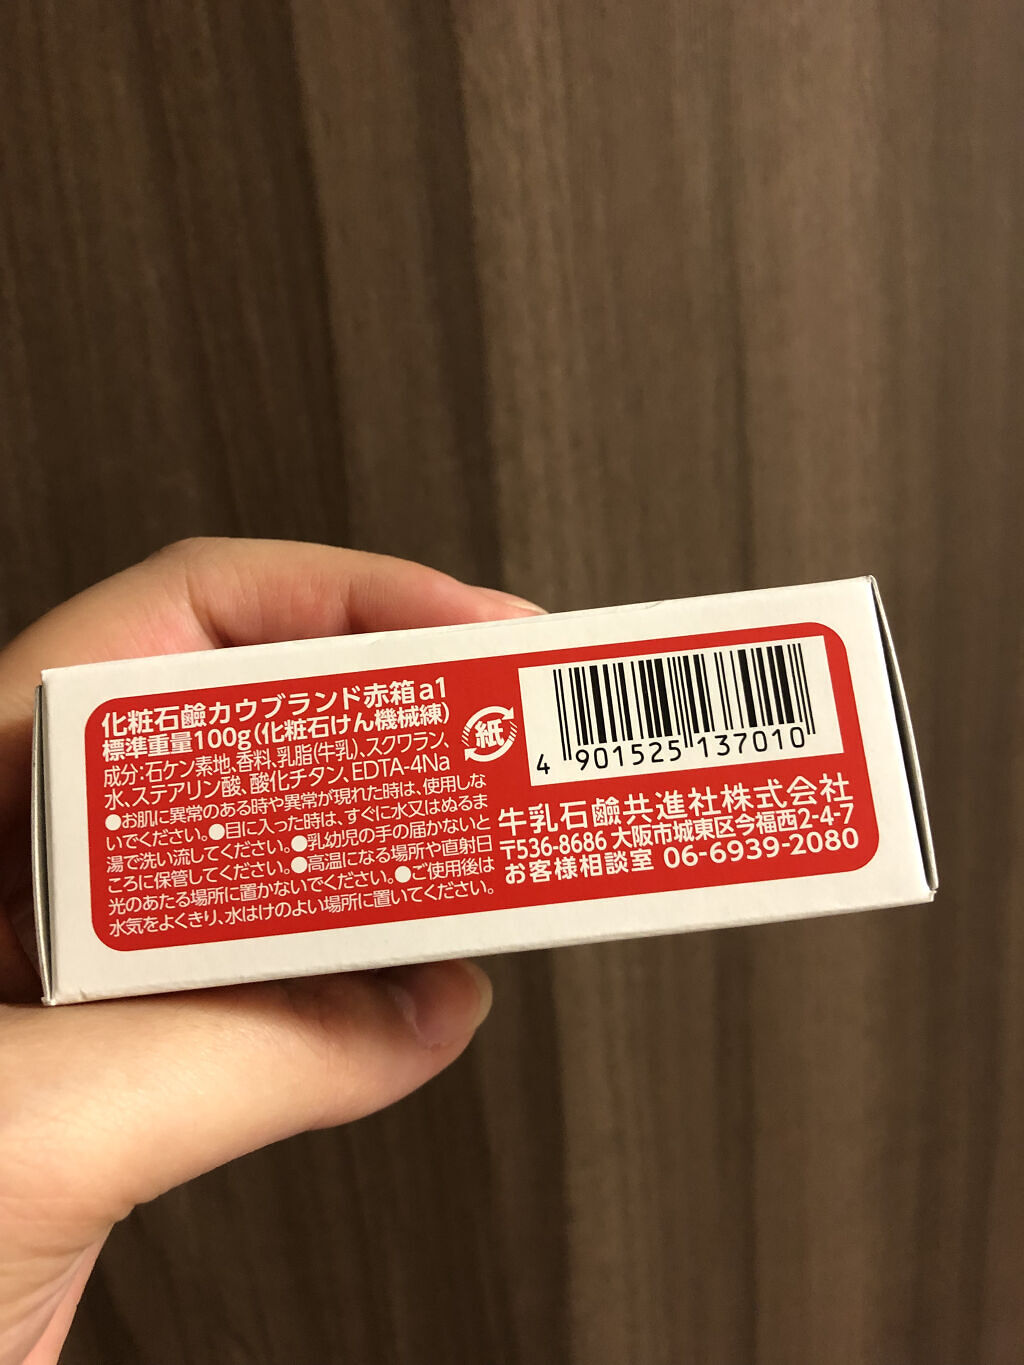 化粧石鹼カウブランド赤箱a1
標準重量100g(化粧石けん機械練)
成分:石ケン素地、香料、乳脂(牛乳)、スクワラン、
水、ステアリン酸、酸化チタン、EDTA-4Na
●お肌に異常のある時や異常が現れた時は、使用しな
いでください。●目に入った時は、すぐに水又はぬるま
湯で洗い流してください。●乳幼児の手の届かないと
ころに保管してください。●高温になる場所や直射日
光のあたる場所に置かないでください。●ご使用後は
水気をよくきり、水はけのよい場所に置いてください。
紙
4 901525 137010
牛乳石鹼共進社株式会社
〒536-8686 大阪市城東区今福西2-4-7
お客様相談室 06-6939-2080